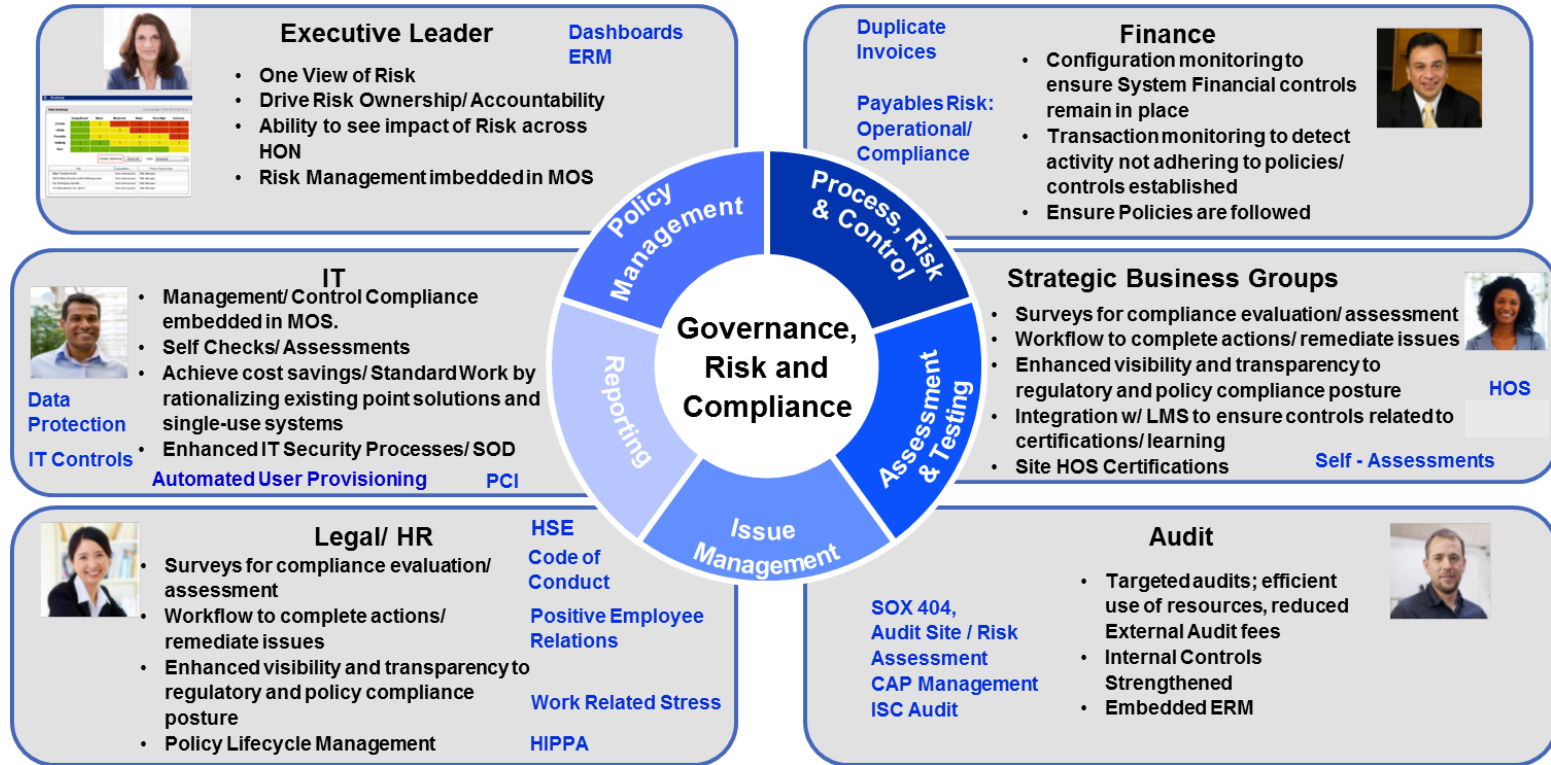 Executive Leader
Dashboards
ERM
• One View of Risk
• Drive Risk Ownership/ Accountability
• Ability to see impact of Risk across
HON
• Risk Management imbedded in MOS
Duplicate
Invoices
Payables Risk:
Operational/
Compliance
Finance
• Configuration monitoring to
ensure System Financial controls
remain in place
• Transaction monitoring to detect
activity not adhering to policies/
controls established
• Ensure Policies are followed
IT
• Management/ Control Compliance
embedded in MOS.
• Self Checks/ Assessments
• Achieve cost savings/ Standard Work by
rationalizing existing point solutions and
single-use systems
• Enhanced IT Security Processes/ SOD
Data
Protection
IT Controls
Automated User Provisioning
PCI
Policy
Management
Process, Risk
& Control
Assessment
& Testing
Issue
Management
Reporting
Governance,
Risk and
Compliance
Strategic Business Groups
• Surveys for compliance evaluation/ assessment
• Workflow to complete actions/ remediate issues
• Enhanced visibility and transparency to
regulatory and policy compliance posture
• Integration w/ LMS to ensure controls related to
certifications/ learning
• Site HOS Certifications
HOS
Self - Assessments
Legal/ HR
• Surveys for compliance evaluation/
assessment
• Workflow to complete actions/
remediate issues
• Enhanced visibility and transparency to
regulatory and policy compliance
posture
• Policy Lifecycle Management
HSE
Code of
Conduct
Positive Employee
Relations
Work Related Stress
HIPPA
Audit
SOX 404,
Audit Site / Risk
Assessment
CAP Management
ISC Audit
• Targeted audits; efficient
use of resources, reduced
External Audit fees
• Internal Controls
Strengthened
• Embedded ERM